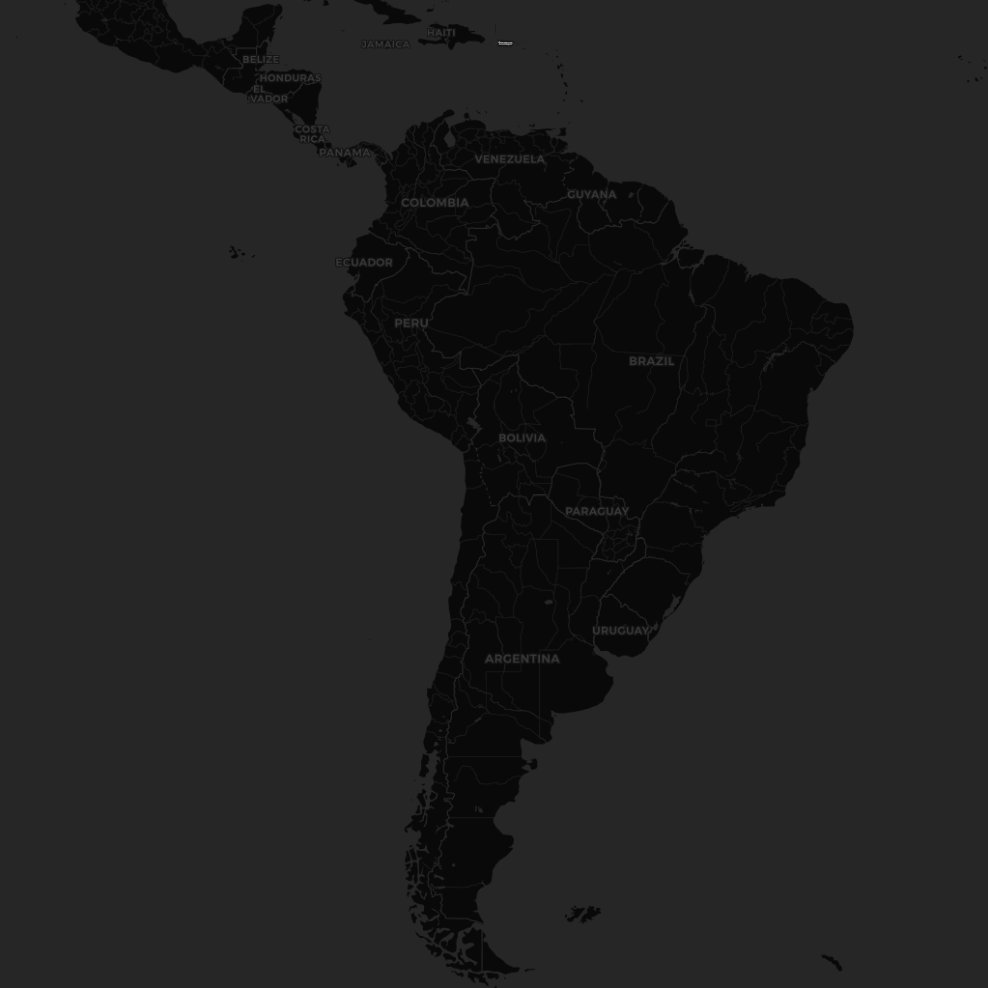 HAITI
JAMAICA
BELIZE
HONDURAS
EL
VADOR
COSTA
RICA
PANAMA
VENEZUELA
GUYANA
COLOMBIA
ECUADOR
PERU
BRAZIL
BOLIVIA
PARAGUAY
URUGUAY
ARGENTINA